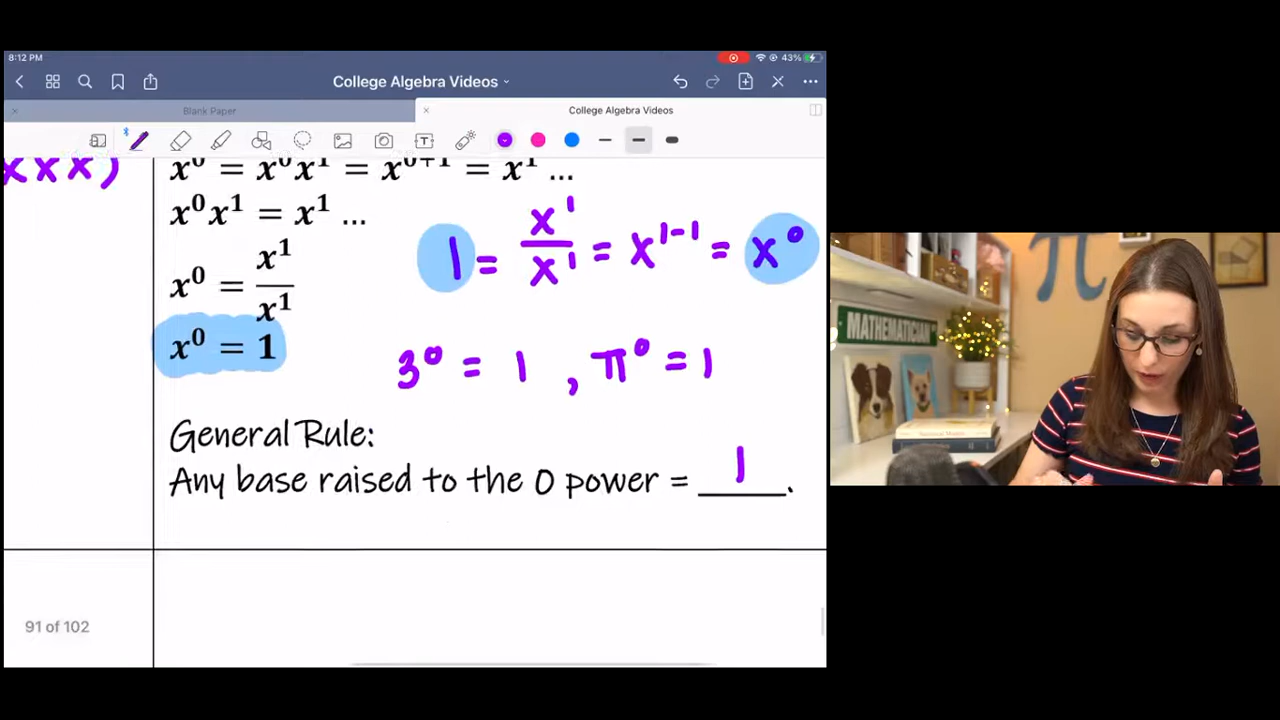 8:12 PM
43%
College Algebra Videos
Blank Paper
College Algebra Videos
xxx)
x⁰ = x⁰x¹ = x⁰⁺¹ = x¹ ...
x⁰x¹ = x¹ ...
x⁰ = x¹/x¹
1 = x¹/x¹ = x¹⁻¹ = x⁰
x⁰ = 1
3⁰ = 1 , π⁰ = 1
General Rule:
Any base raised to the 0 power = 1.
91 of 102
π
MATHEMATICIAN